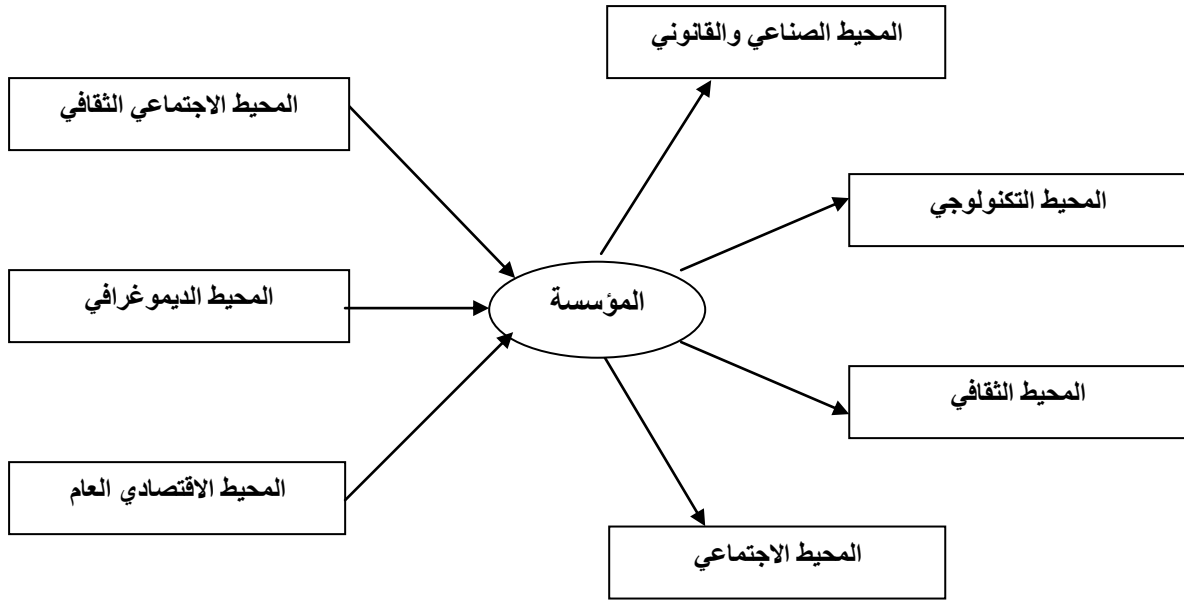 المحيط الصناعي والقانوني
المحيط الاجتماعي الثقافي
المحيط التكنولوجي
المحيط الديموغرافي
المؤسسة
المحيط الثقافي
المحيط الاقتصادي العام
المحيط الاجتماعي